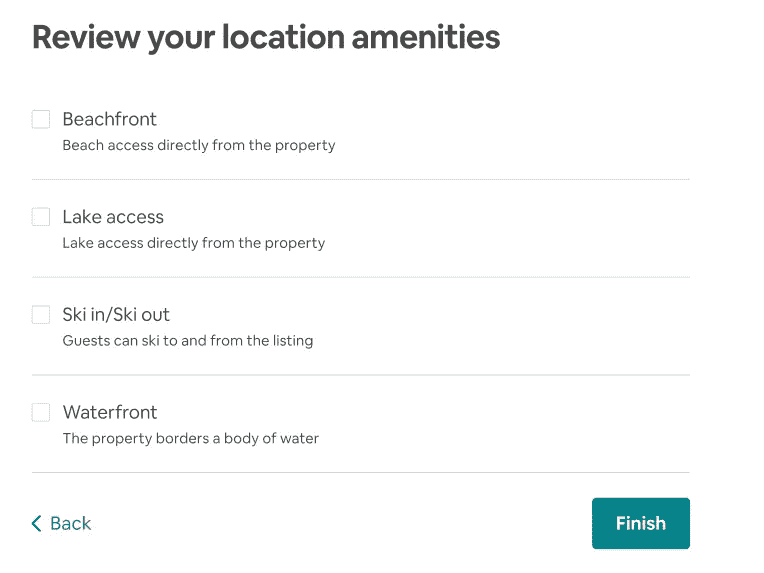 Review your location amenities
Beachfront
Beach access directly from the property
Lake access
Lake access directly from the property
Ski in/Ski out
Guests can ski to and from the listing
Waterfront
The property borders a body of water
Back
Finish